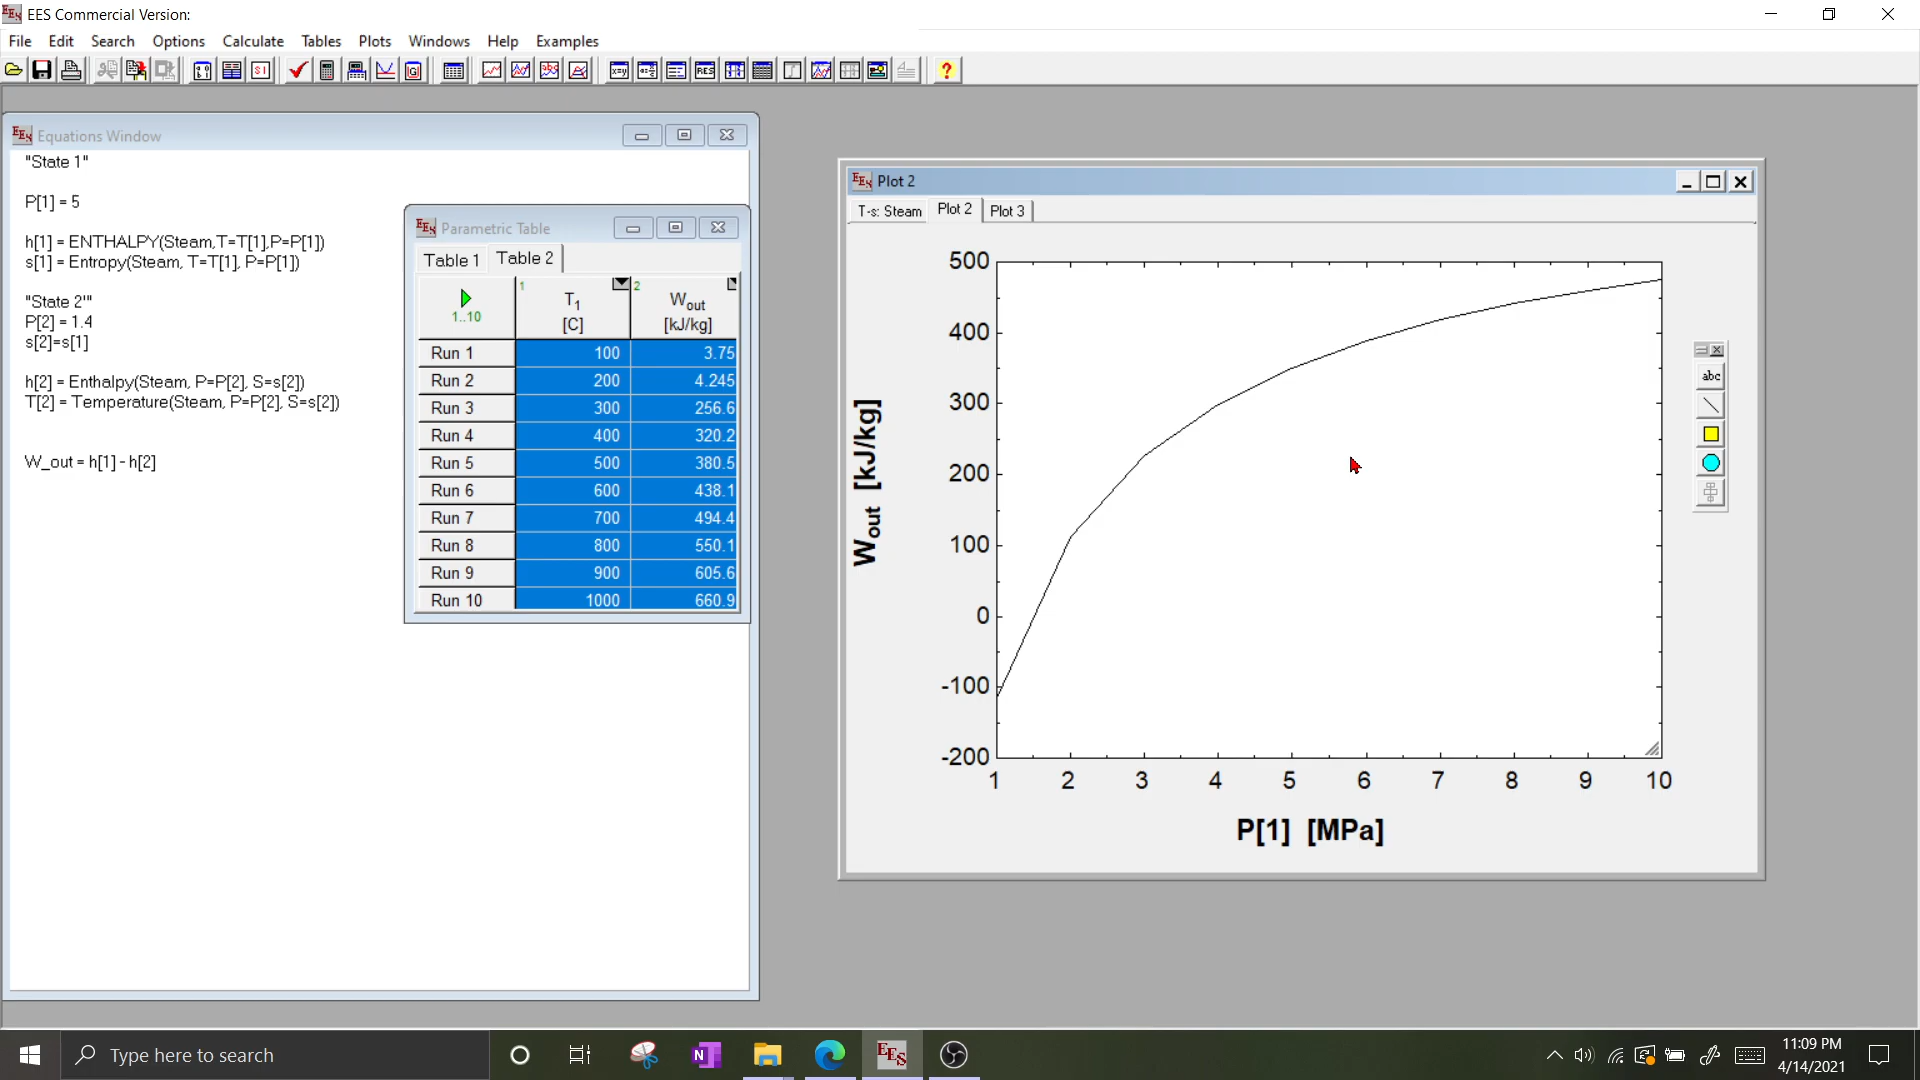 EES Commercial Version:
File Edit Search Options Calculate Tables Plots Windows Help Examples
Equations Window
"State 1"
P[1] = 5
h[1] = ENTHALPY(Steam,T=T[1],P=P[1])
s[1] = Entropy(Steam, T=T[1], P=P[1])
"State 2'"
P[2] = 1.4
s[2]=s[1]
h[2] = Enthalpy(Steam, P=P[2], S=s[2])
T[2] = Temperature(Steam, P=P[2], S=s[2])
W_out = h[1] - h[2]
Parametric Table
Table 1 Table 2
1..10
1 T1 [C]
2 Wout [kJ/kg]
Run 1 100 3.75
Run 2 200 4.245
Run 3 300 256.6
Run 4 400 320.2
Run 5 500 380.5
Run 6 600 438.1
Run 7 700 494.4
Run 8 800 550.1
Run 9 900 605.6
Run 10 1000 660.9
Plot 2
T-s: Steam Plot 2 Plot 3
500
400
300
200
100
0
-100
-200
Wout [kJ/kg]
1 2 3 4 5 6 7 8 9 10
P[1] [MPa]
abc
Type here to search
EES
11:09 PM
4/14/2021